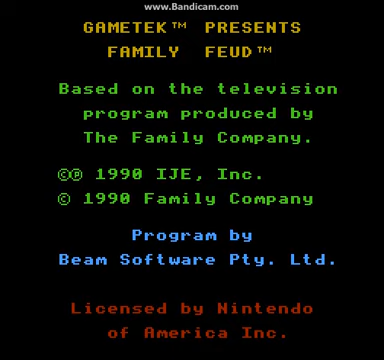 www.Bandicam.com
GAMETEK™ PRESENTS
FAMILY FEUD™
Based on the television
program produced by
The Family Company.
©℗ 1990 IJE, Inc.
© 1990 Family Company
Program by
Beam Software Pty. Ltd.
Licensed by Nintendo
of America Inc.